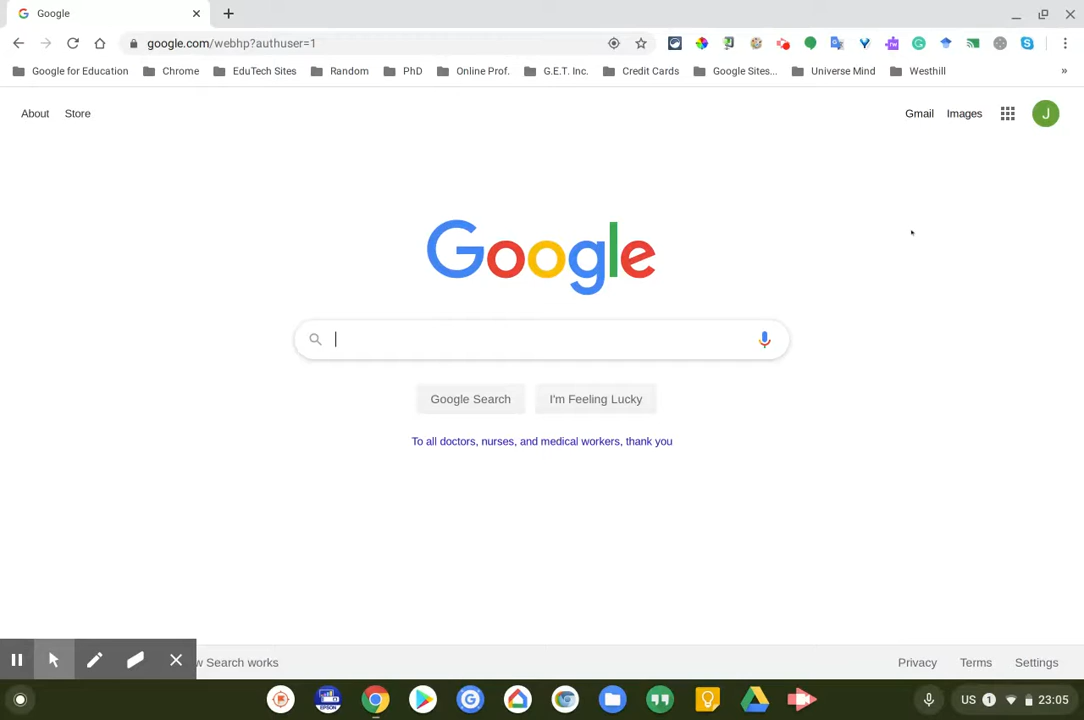 Google
google.com/webhp?authuser=1
Google for Education Chrome EduTech Sites Random PhD Online Prof. G.E.T. Inc. Credit Cards Google Sites... Universe Mind Westhill »
About Store Gmail Images J
Google
Google Search I'm Feeling Lucky
To all doctors, nurses, and medical workers, thank you
w Search works Privacy Terms Settings
EPSON US 1 23:05